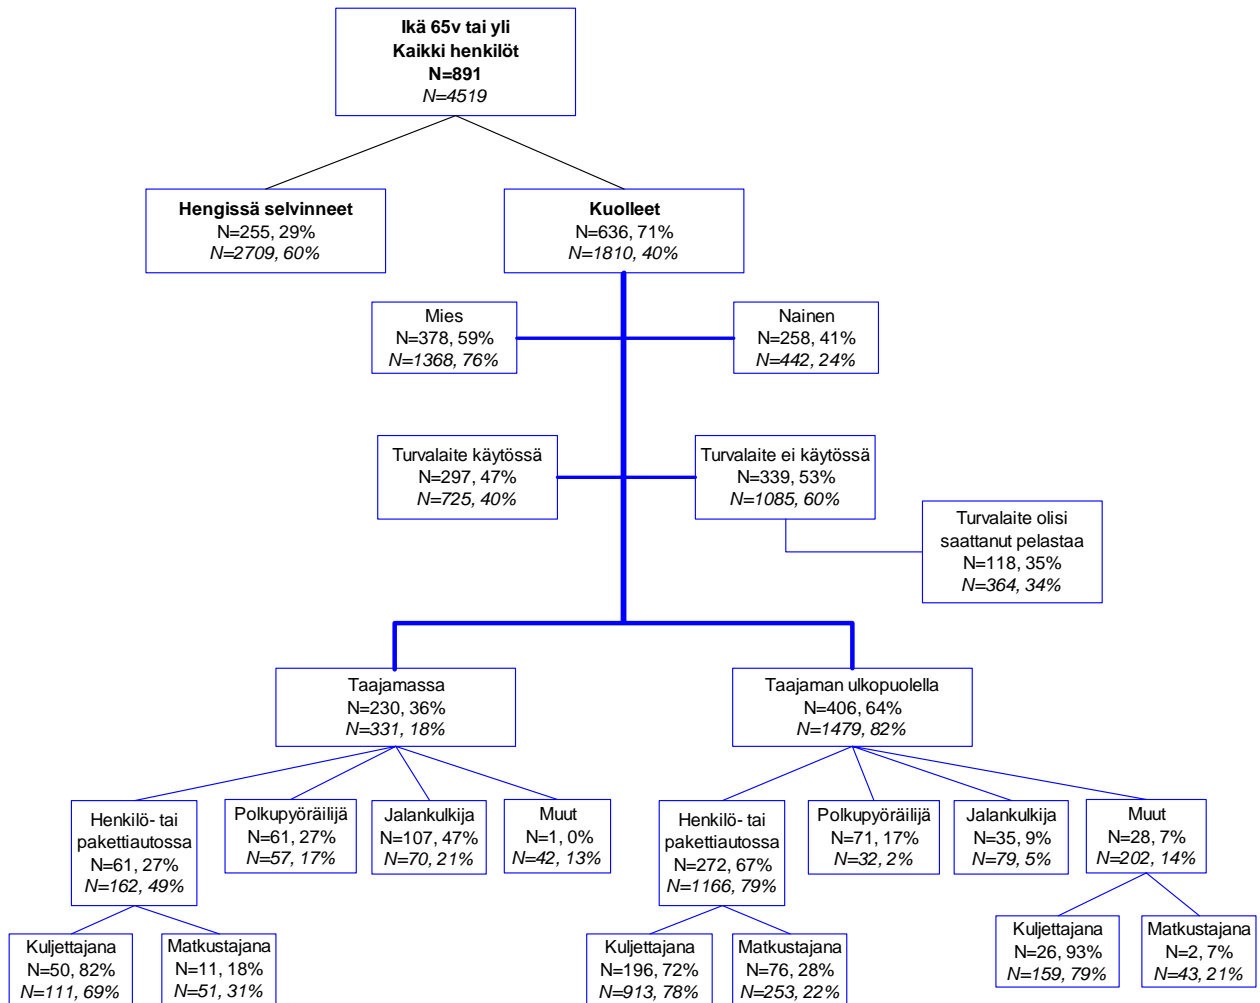 Ikä 65v tai yli
Kaikki henkilöt
N=891
N=4519
Hengissä selvinneet
N=255, 29%
N=2709, 60%
Kuolleet
N=636, 71%
N=1810, 40%
Mies
N=378, 59%
N=1368, 76%
Nainen
N=258, 41%
N=442, 24%
Turvalaite käytössä
N=297, 47%
N=725, 40%
Turvalaite ei käytössä
N=339, 53%
N=1085, 60%
Turvalaite olisi
saattanut pelastaa
N=118, 35%
N=364, 34%
Taajamassa
N=230, 36%
N=331, 18%
Taajaman ulkopuolella
N=406, 64%
N=1479, 82%
Henkilö- tai
pakettiautossa
N=61, 27%
N=162, 49%
Polkupyöräilijä
N=61, 27%
N=57, 17%
Jalankulkija
N=107, 47%
N=70, 21%
Muut
N=1, 0%
N=42, 13%
Henkilö- tai
pakettiautossa
N=272, 67%
N=1166, 79%
Polkupyöräilijä
N=71, 17%
N=32, 2%
Jalankulkija
N=35, 9%
N=79, 5%
Muut
N=28, 7%
N=202, 14%
Kuljettajana
N=50, 82%
N=111, 69%
Matkustajana
N=11, 18%
N=51, 31%
Kuljettajana
N=196, 72%
N=913, 78%
Matkustajana
N=76, 28%
N=253, 22%
Kuljettajana
N=26, 93%
N=159, 79%
Matkustajana
N=2, 7%
N=43, 21%